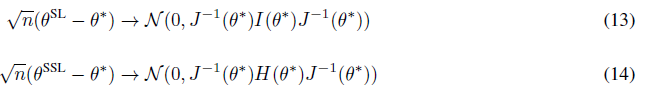 √n(θ^SL − θ*) → 𝒩(0, J⁻¹(θ*)I(θ*)J⁻¹(θ*)) (13)
√n(θ^SSL − θ*) → 𝒩(0, J⁻¹(θ*)H(θ*)J⁻¹(θ*)) (14)